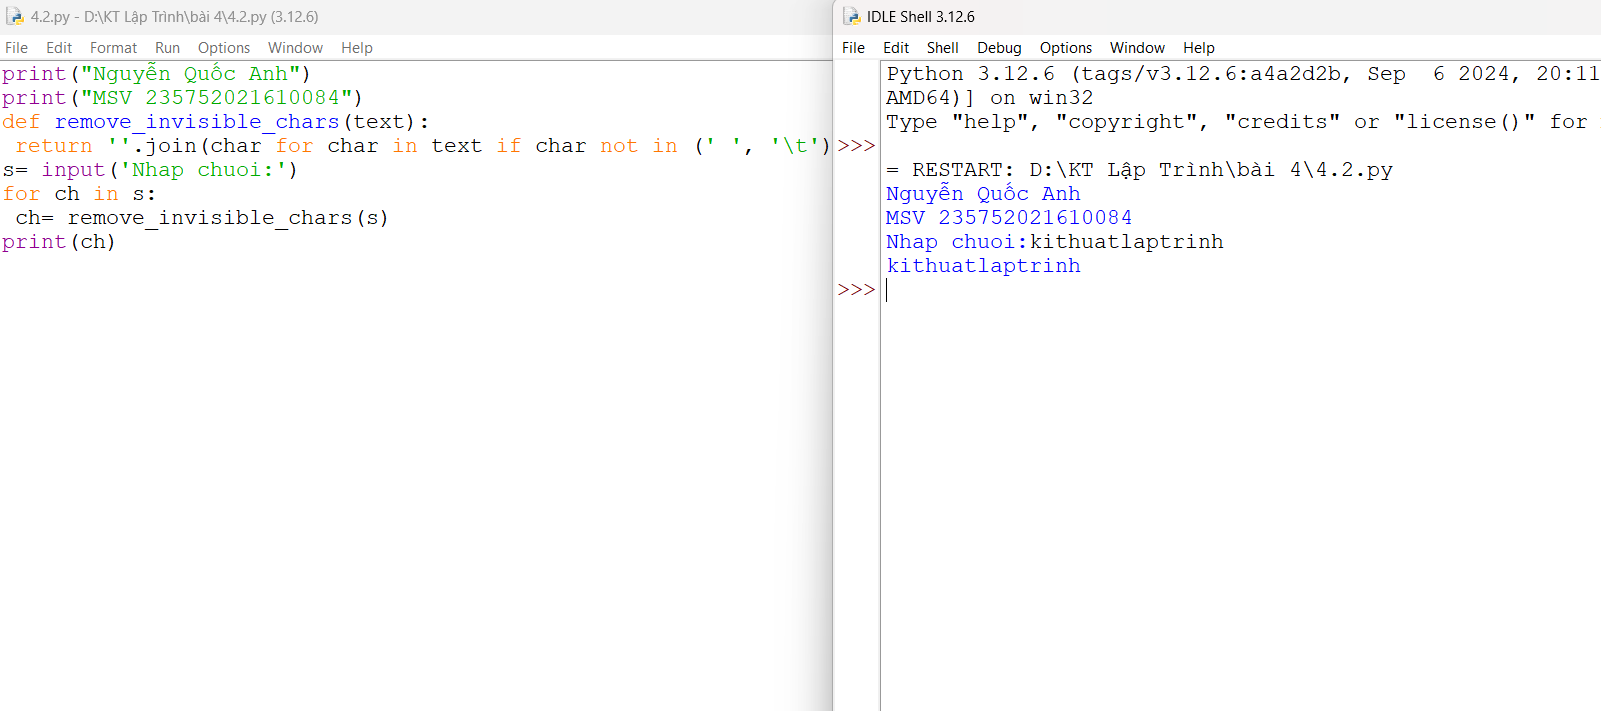 4.2.py - D:\KT Lập Trình\bài 4\4.2.py (3.12.6)
File Edit Format Run Options Window Help
print("Nguyễn Quốc Anh")
print("MSV 235752021610084")
def remove_invisible_chars(text):
 return ''.join(char for char in text if char not in (' ', '\t')
s= input('Nhap chuoi:')
for ch in s:
 ch= remove_invisible_chars(s)
print(ch)
IDLE Shell 3.12.6
File Edit Shell Debug Options Window Help
Python 3.12.6 (tags/v3.12.6:a4a2d2b, Sep  6 2024, 20:11
AMD64)] on win32
Type "help", "copyright", "credits" or "license()" for
>>>
= RESTART: D:\KT Lập Trình\bài 4\4.2.py
Nguyễn Quốc Anh
MSV 235752021610084
Nhap chuoi:kithuatlaptrinh
kithuatlaptrinh
>>>